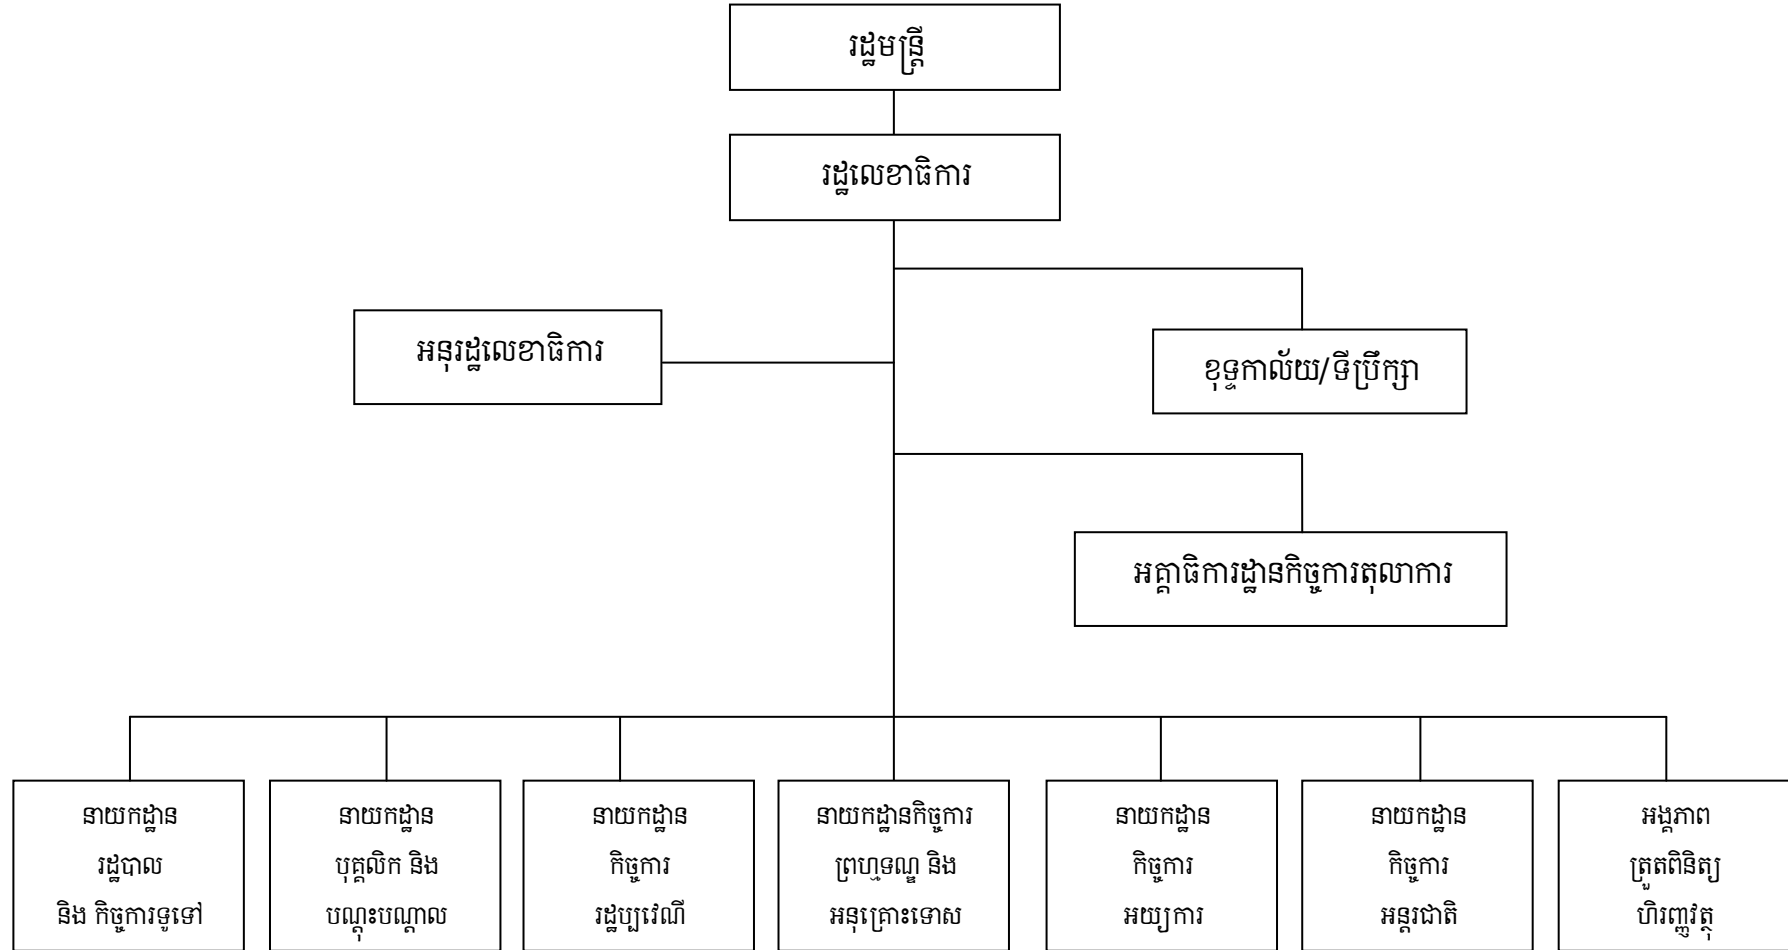 រដ្ឋមន្ត្រី
រដ្ឋលេខាធិការ
អនុរដ្ឋលេខាធិការ
ខុទ្ទកាល័យ/ទីប្រឹក្សា
អគ្គាធិការដ្ឋានកិច្ចការតុលាការ
នាយកដ្ឋាន
រដ្ឋបាល
និង កិច្ចការទូទៅ
នាយកដ្ឋាន
បុគ្គលិក និង
បណ្តុះបណ្តាល
នាយកដ្ឋាន
កិច្ចការ
រដ្ឋប្បវេណី
នាយកដ្ឋានកិច្ចការ
ព្រហ្មទណ្ឌ និង
អនុគ្រោះទោស
នាយកដ្ឋាន
កិច្ចការ
អយ្យការ
នាយកដ្ឋាន
កិច្ចការ
អន្តរជាតិ
អង្គភាព
ត្រួតពិនិត្យ
ហិរញ្ញវត្ថុ